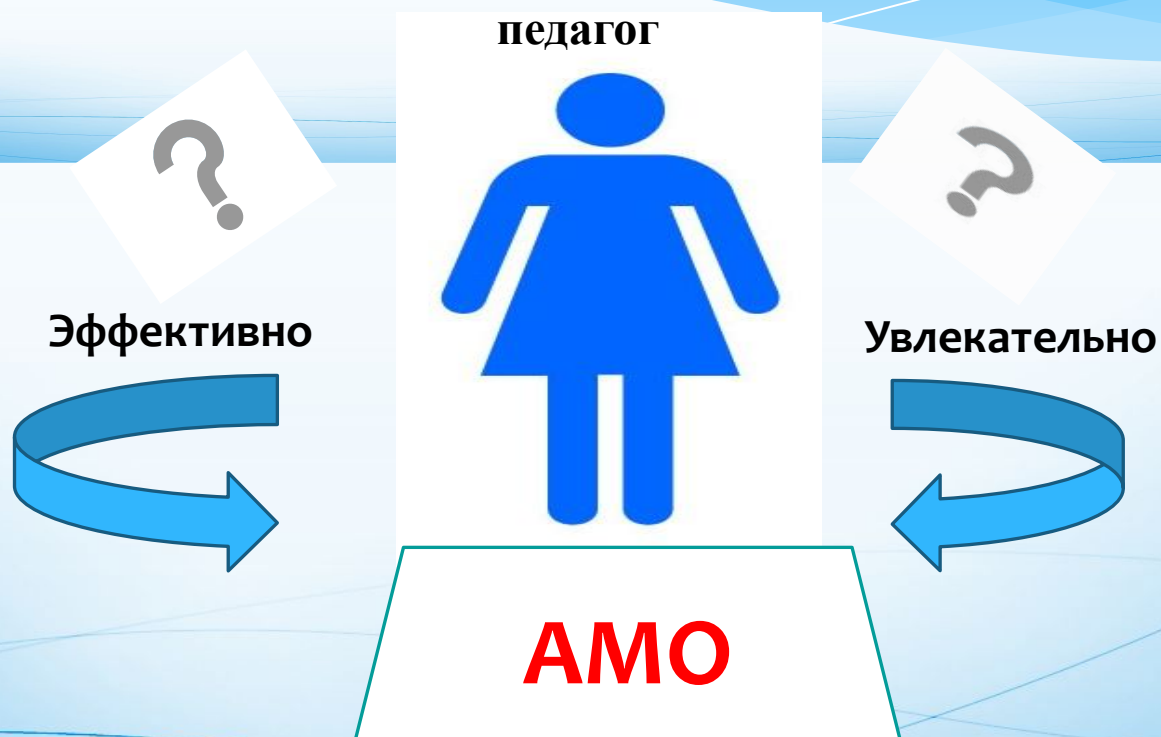 педагог
?
?
Эффективно
Увлекательно
АМО